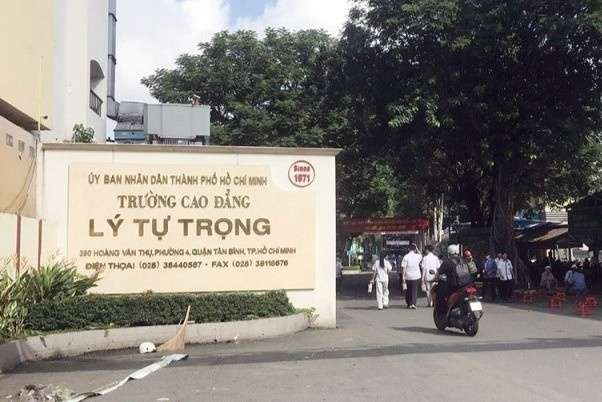 ỦY BAN NHÂN DÂN THÀNH PHỐ HỒ CHÍ MINH
Since
1971
TRƯỜNG CAO ĐẲNG
LÝ TỰ TRỌNG
390 HOÀNG VĂN THỤ, PHƯỜNG 4, QUẬN TÂN BÌNH, TP.HỒ CHÍ MINH
ĐIỆN THOẠI: (028) 38440567 • FAX (028) 38115676